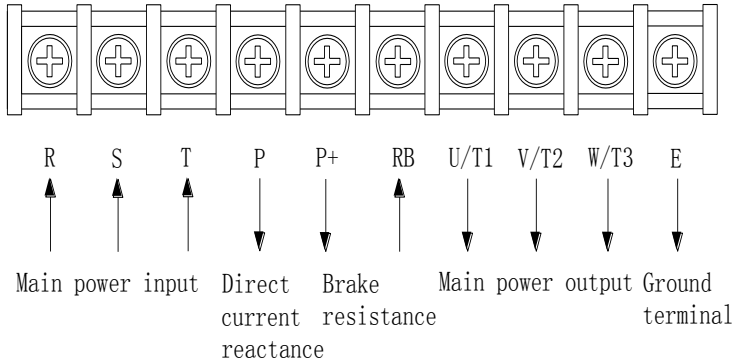 R S T P P+ RB U/T1 V/T2 W/T3 E
Main power input Direct Brake Main power output Ground
current resistance terminal
reactance